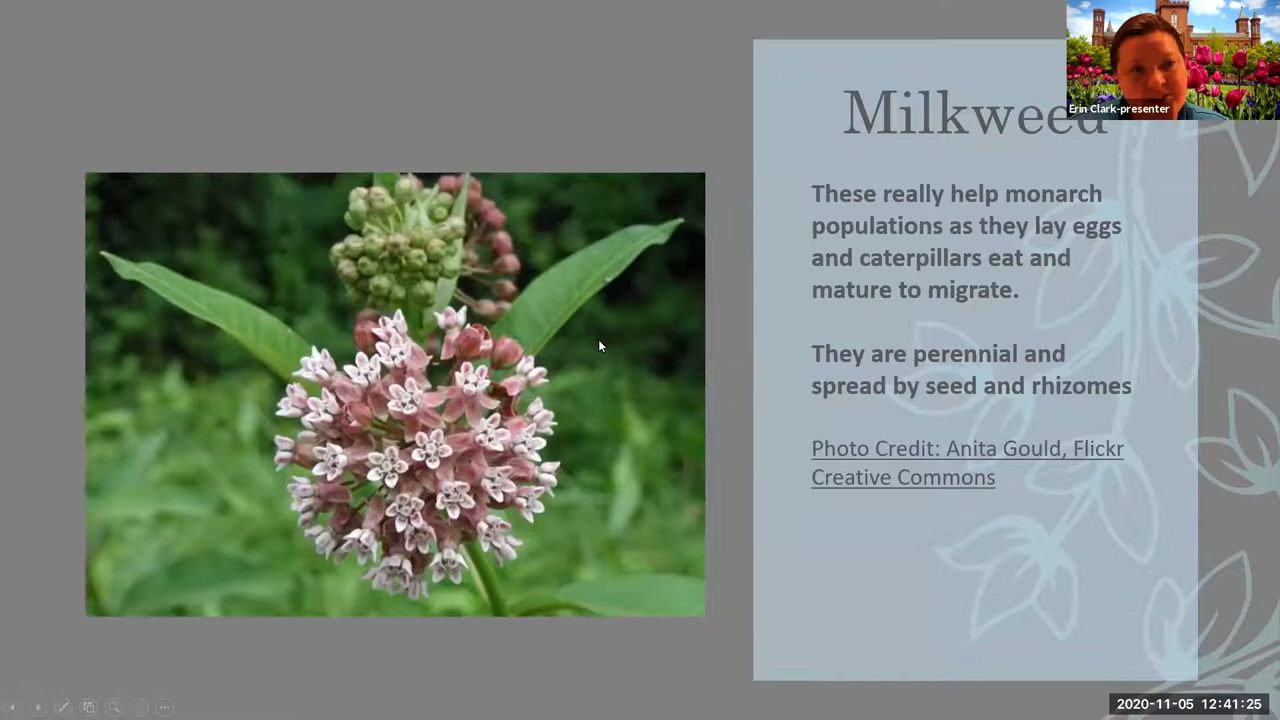 Milkweed
Erin Clark-presenter
These really help monarch
populations as they lay eggs
and caterpillars eat and
mature to migrate.
They are perennial and
spread by seed and rhizomes
Photo Credit: Anita Gould, Flickr
Creative Commons
2020-11-05 12:41:25